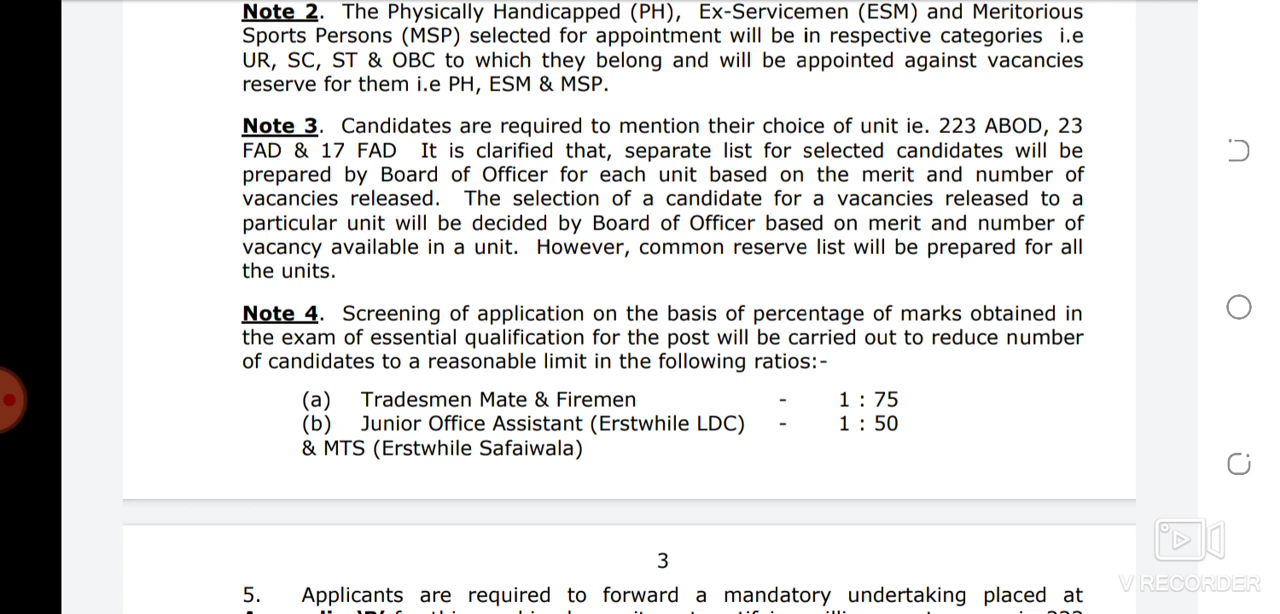 Note 2. The Physically Handicapped (PH), Ex-Servicemen (ESM) and Meritorious
Sports Persons (MSP) selected for appointment will be in respective categories i.e
UR, SC, ST & OBC to which they belong and will be appointed against vacancies
reserve for them i.e PH, ESM & MSP.
Note 3. Candidates are required to mention their choice of unit ie. 223 ABOD, 23
FAD & 17 FAD It is clarified that, separate list for selected candidates will be
prepared by Board of Officer for each unit based on the merit and number of
vacancies released. The selection of a candidate for a vacancies released to a
particular unit will be decided by Board of Officer based on merit and number of
vacancy available in a unit. However, common reserve list will be prepared for all
the units.
Note 4. Screening of application on the basis of percentage of marks obtained in
the exam of essential qualification for the post will be carried out to reduce number
of candidates to a reasonable limit in the following ratios:-
(a) Tradesmen Mate & Firemen - 1 : 75
(b) Junior Office Assistant (Erstwhile LDC) - 1 : 50
& MTS (Erstwhile Safaiwala)
3
5. Applicants are required to forward a mandatory undertaking placed at
V RECORDER